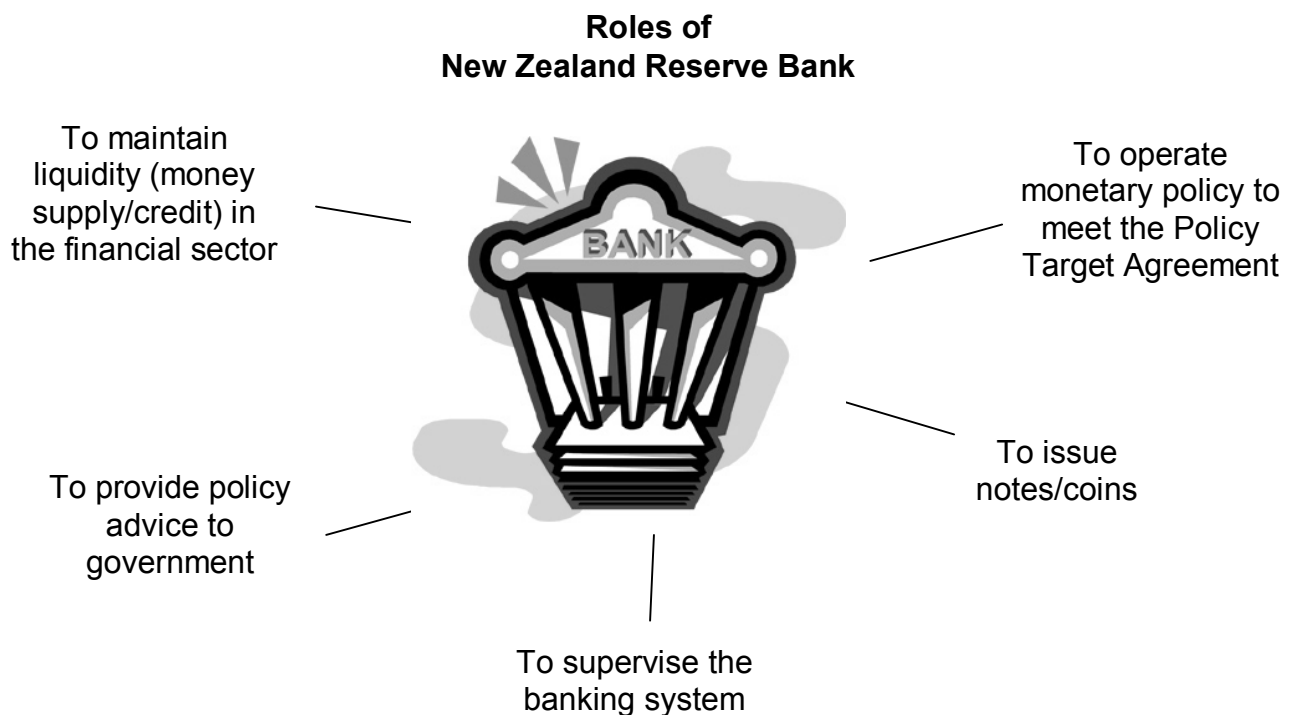 Roles of
New Zealand Reserve Bank
To maintain
liquidity (money
supply/credit) in
the financial sector
To operate
monetary policy to
meet the Policy
Target Agreement
BANK
To provide policy
advice to
government
To issue
notes/coins
To supervise the
banking system